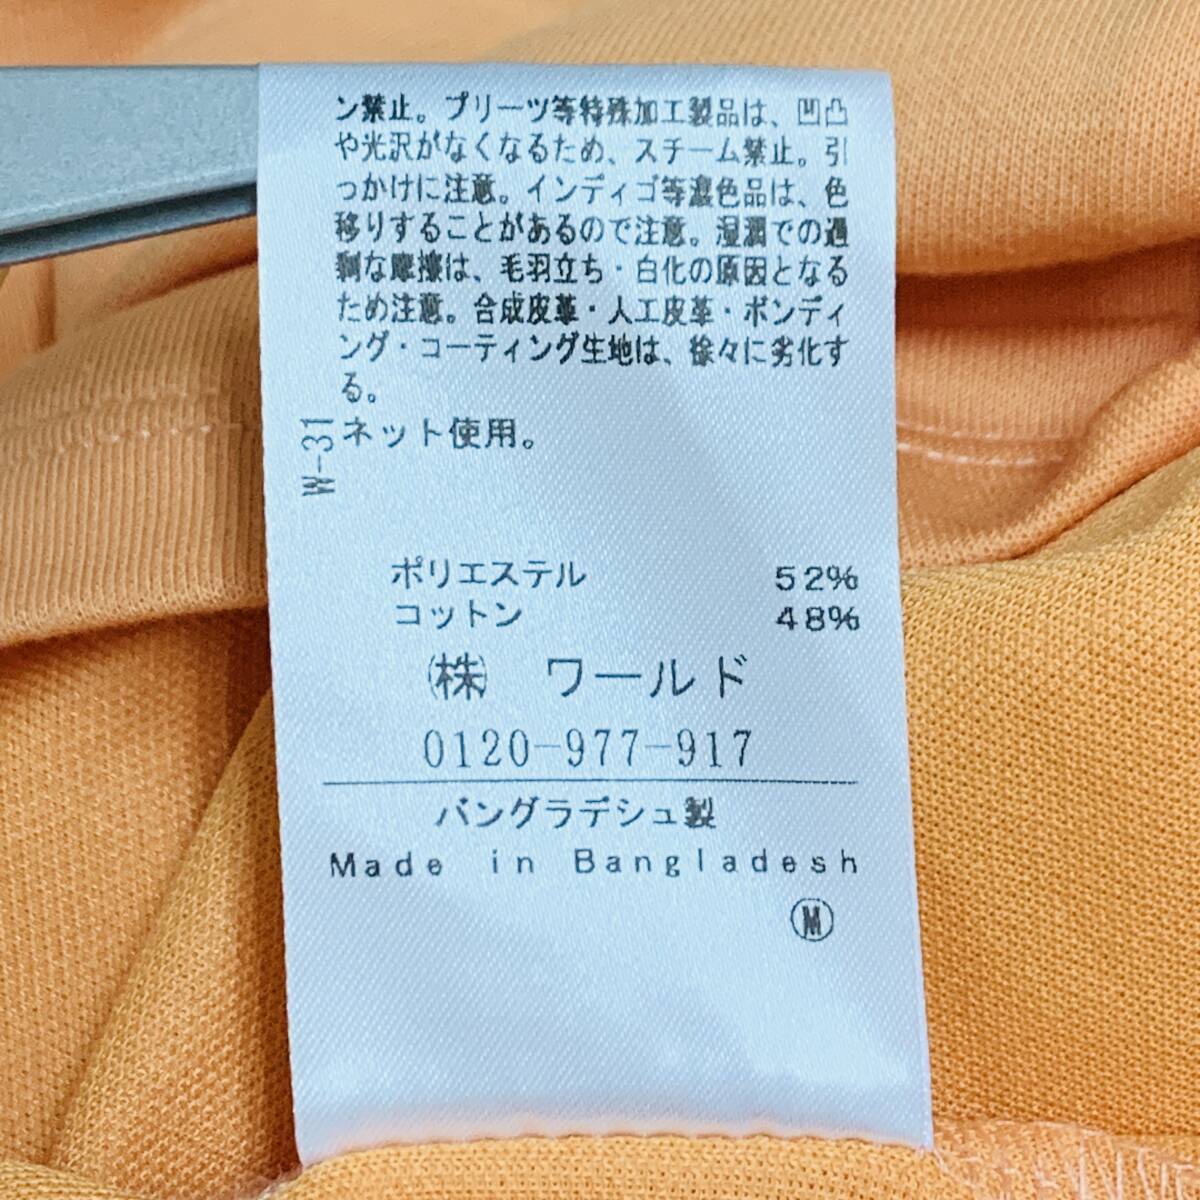 ン禁止。プリーツ等特殊加工製品は、凹凸
や光沢がなくなるため、スチーム禁止。引
っかけに注意。インディゴ等濃色品は、色
移りすることがあるので注意。湿潤での過
剰な摩擦は、毛羽立ち・白化の原因となる
ため注意。合成皮革・人工皮革・ボンディ
ング・コーティング生地は、徐々に劣化す
る。
ネット使用。
W-31
ポリエステル 52%
コットン 48%
㈱ ワールド
0120-977-917
バングラデシュ製
Made in Bangladesh
Ⓜ